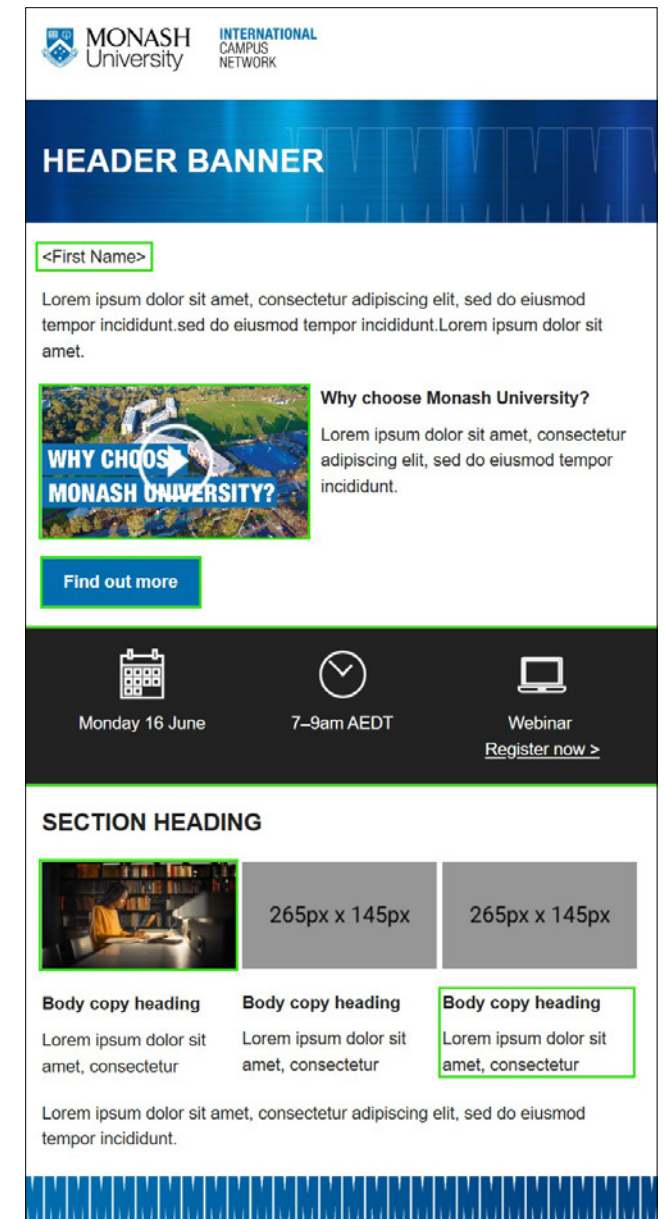 MONASH
University
INTERNATIONAL
CAMPUS
NETWORK
HEADER BANNER
<First Name>
Lorem ipsum dolor sit amet, consectetur adipiscing elit, sed do eiusmod
tempor incididunt.sed do eiusmod tempor incididunt.Lorem ipsum dolor sit
amet.
WHY CHOOSE
MONASH UNIVERSITY?
Why choose Monash University?
Lorem ipsum dolor sit amet, consectetur
adipiscing elit, sed do eiusmod tempor
incididunt.
Find out more
Monday 16 June
7–9am AEDT
Webinar
Register now >
SECTION HEADING
265px x 145px
265px x 145px
Body copy heading
Lorem ipsum dolor sit
amet, consectetur
Body copy heading
Lorem ipsum dolor sit
amet, consectetur
Body copy heading
Lorem ipsum dolor sit
amet, consectetur
Lorem ipsum dolor sit amet, consectetur adipiscing elit, sed do eiusmod
tempor incididunt.